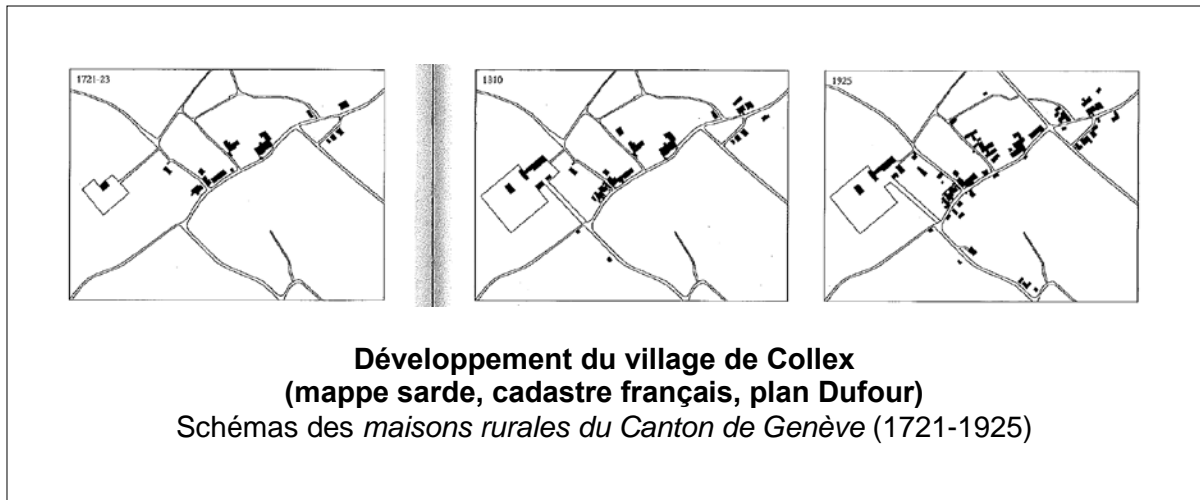 1721-23
1810
1925
Développement du village de Collex
(mappe sarde, cadastre français, plan Dufour)
Schémas des maisons rurales du Canton de Genève (1721-1925)